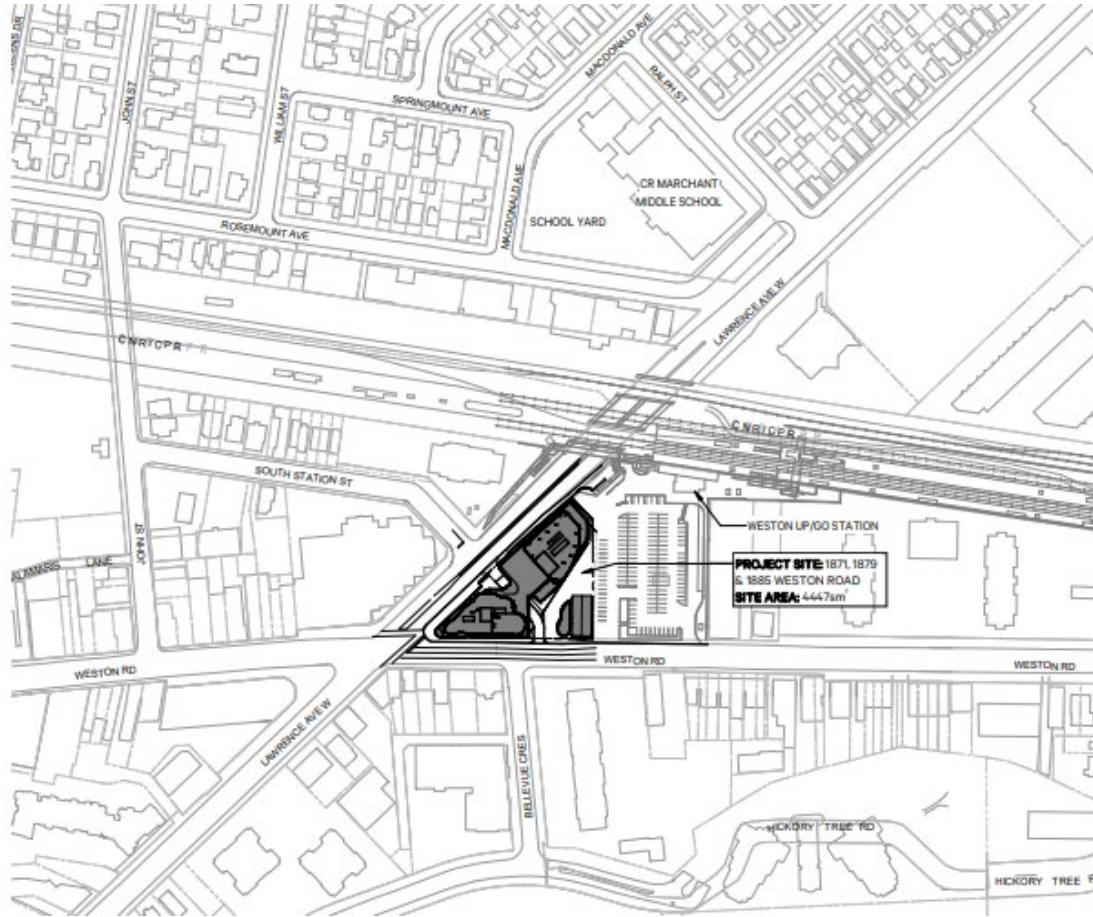 JOHN ST
WILLIAM ST
MACDONALD AVE
RALPH ST
SPRINGMOUNT AVE
MACDONALD AVE
CR MARCHANT
MIDDLE SCHOOL
SCHOOL YARD
ROSEMOUNT AVE
LAWRENCE AVE W
CNR/CPR
CNR/CPR
SOUTH STATION ST
WESTON UP/GO STATION
JOHN ST
LANE
PROJECT SITE: 1871, 1879
& 1885 WESTON ROAD
SITE AREA: 4447sm²
WESTON RD
WESTON RD
WESTON RD
LAWRENCE AVE W
BELLEVUE CRES
HICKORY TREE RD
HICKORY TREE